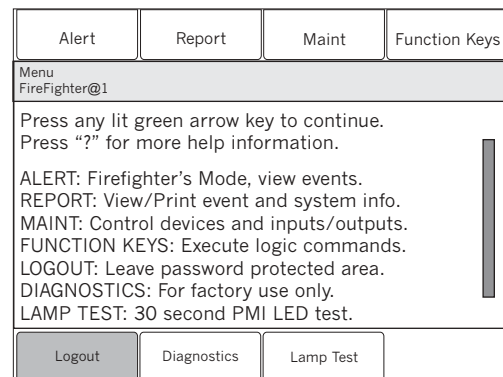 Alert Report Maint Function Keys
Menu
FireFighter@1
Press any lit green arrow key to continue.
Press “?” for more help information.
ALERT: Firefighter’s Mode, view events.
REPORT: View/Print event and system info.
MAINT: Control devices and inputs/outputs.
FUNCTION KEYS: Execute logic commands.
LOGOUT: Leave password protected area.
DIAGNOSTICS: For factory use only.
LAMP TEST: 30 second PMI LED test.
Logout Diagnostics Lamp Test